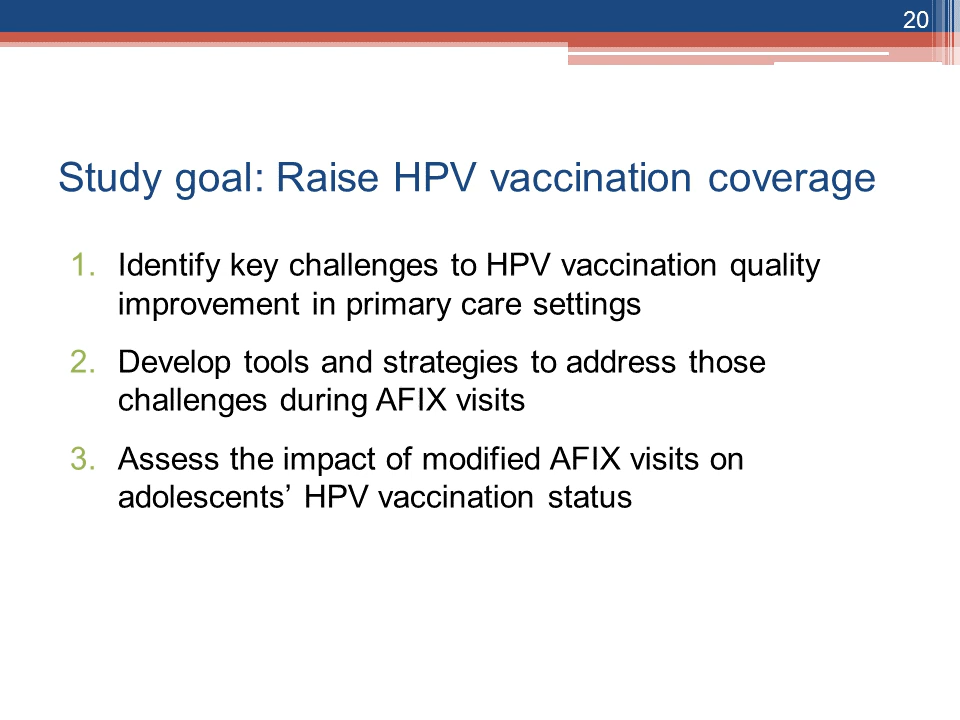 20
Study goal: Raise HPV vaccination coverage
1. Identify key challenges to HPV vaccination quality
improvement in primary care settings
2. Develop tools and strategies to address those
challenges during AFIX visits
3. Assess the impact of modified AFIX visits on
adolescents’ HPV vaccination status